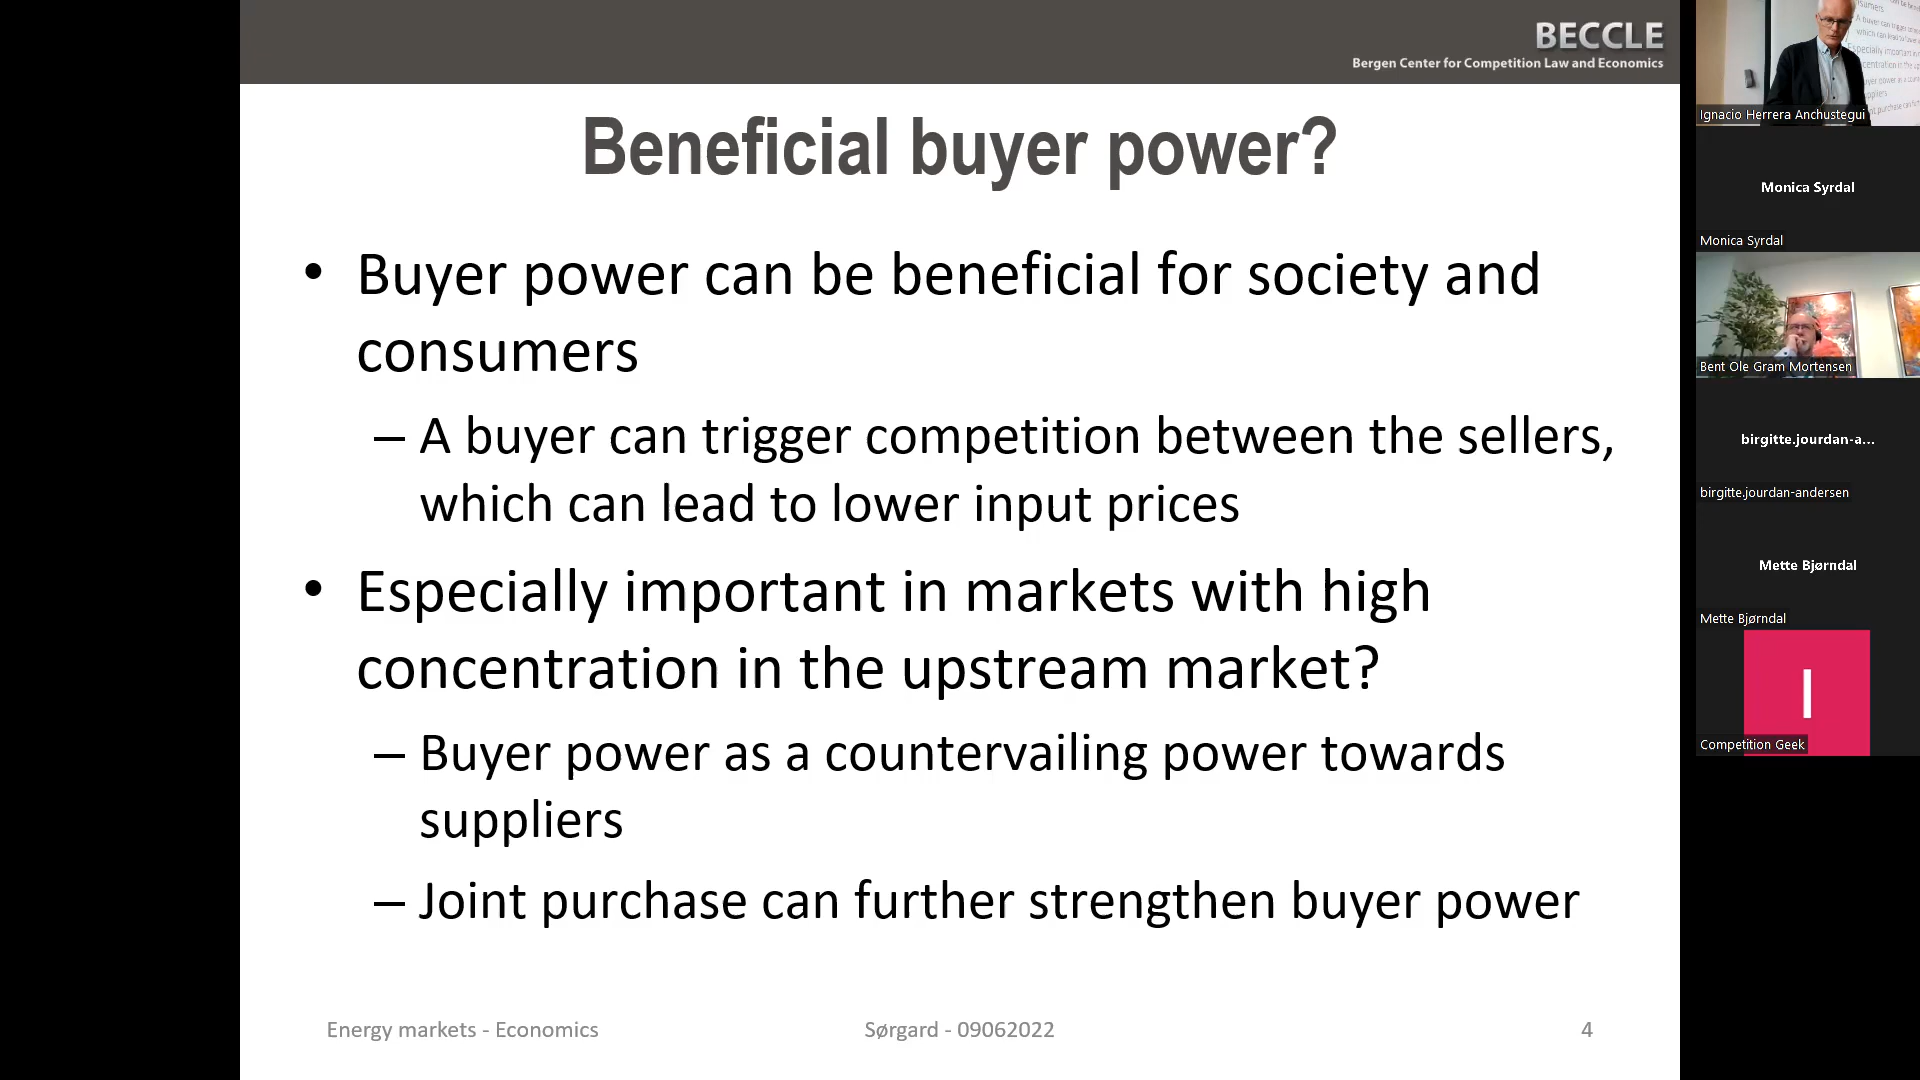 BECCLE
Bergen Center for Competition Law and Economics
Beneficial buyer power?
• Buyer power can be beneficial for society and
consumers
– A buyer can trigger competition between the sellers,
which can lead to lower input prices
• Especially important in markets with high
concentration in the upstream market?
– Buyer power as a countervailing power towards
suppliers
– Joint purchase can further strengthen buyer power
Energy markets - Economics
Sørgard - 09062022
4
Ignacio Herrera Anchustegui
Monica Syrdal
Monica Syrdal
Bent Ole Gram Mortensen
birgitte.jourdan-a...
birgitte.jourdan-andersen
Mette Bjørndal
Mette Bjørndal
I
Competition Geek